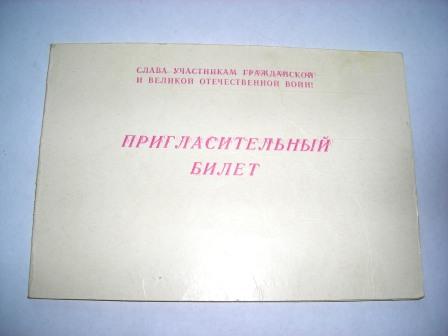 СЛАВА УЧАСТНИКАМ ГРАЖДАНСКОЙ
И ВЕЛИКОЙ ОТЕЧЕСТВЕННОЙ ВОЙН!
ПРИГЛАСИТЕЛЬНЫЙ
БИЛЕТ